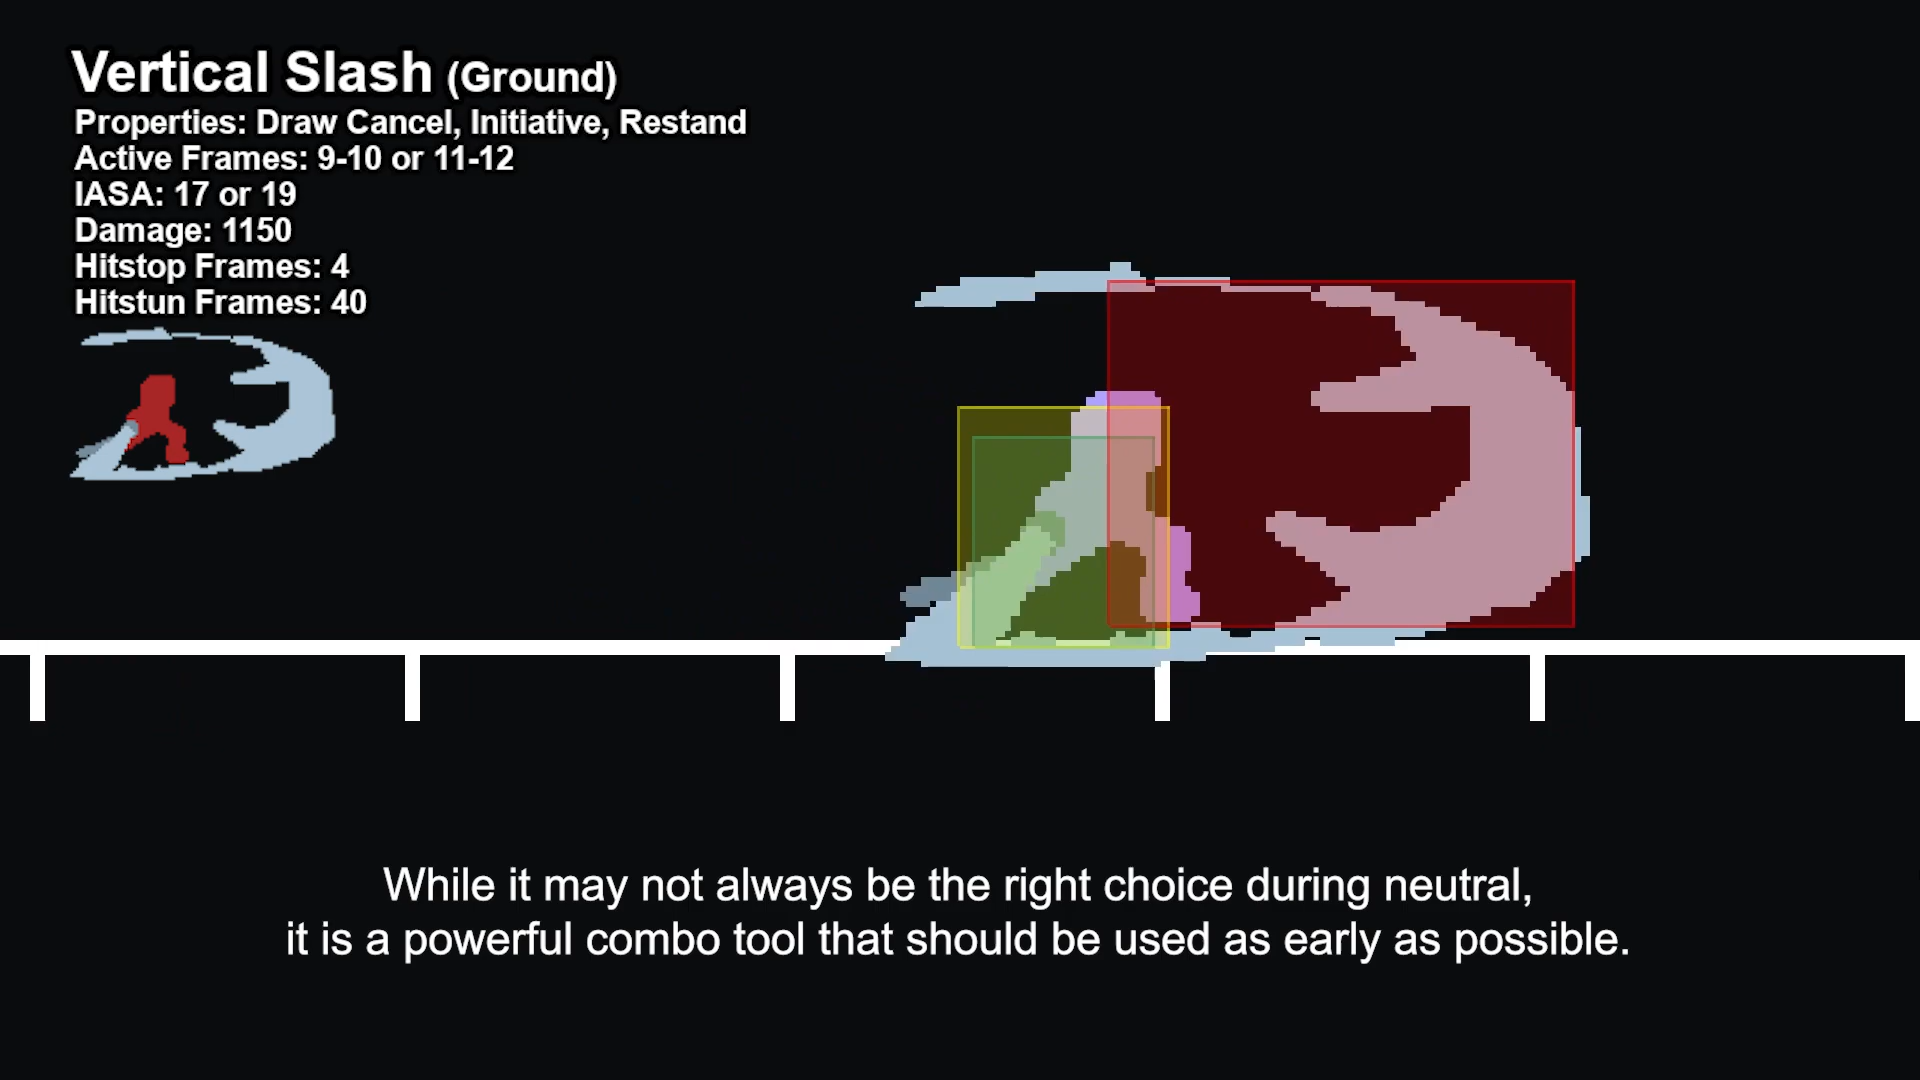 Vertical Slash (Ground)
Properties: Draw Cancel, Initiative, Restand
Active Frames: 9-10 or 11-12
IASA: 17 or 19
Damage: 1150
Hitstop Frames: 4
Hitstun Frames: 40
While it may not always be the right choice during neutral,
it is a powerful combo tool that should be used as early as possible.